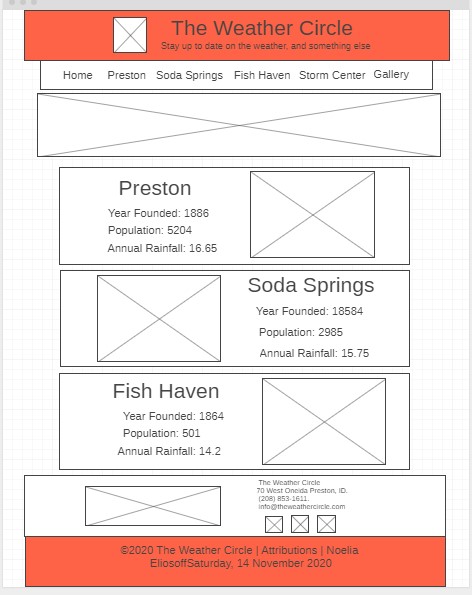 The Weather Circle
Stay up to date on the weather, and something else
Home Preston Soda Springs Fish Haven Storm Center Gallery
Preston
Year Founded: 1886
Population: 5204
Annual Rainfall: 16.65
Soda Springs
Year Founded: 18584
Population: 2985
Annual Rainfall: 15.75
Fish Haven
Year Founded: 1864
Population: 501
Annual Rainfall: 14.2
The Weather Circle
70 West Oneida Preston, ID.
(208) 853-1611.
info@theweathercircle.com
©2020 The Weather Circle | Attributions | Noelia
EliosoffSaturday, 14 November 2020